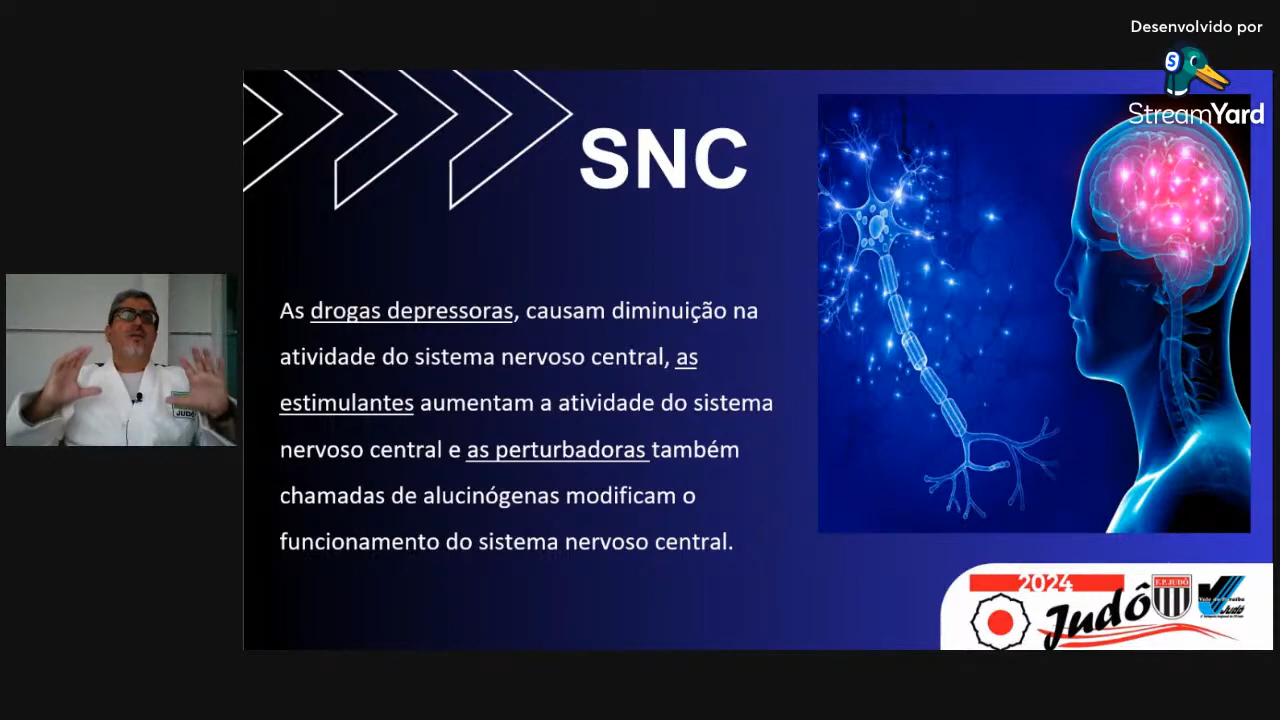 Desenvolvido por
StreamYard
SNC
As drogas depressoras, causam diminuição na
atividade do sistema nervoso central, as
estimulantes aumentam a atividade do sistema
nervoso central e as perturbadoras também
chamadas de alucinógenas modificam o
funcionamento do sistema nervoso central.
JUDÔ
2024
Judô
F.P.JUDÔ
Judô